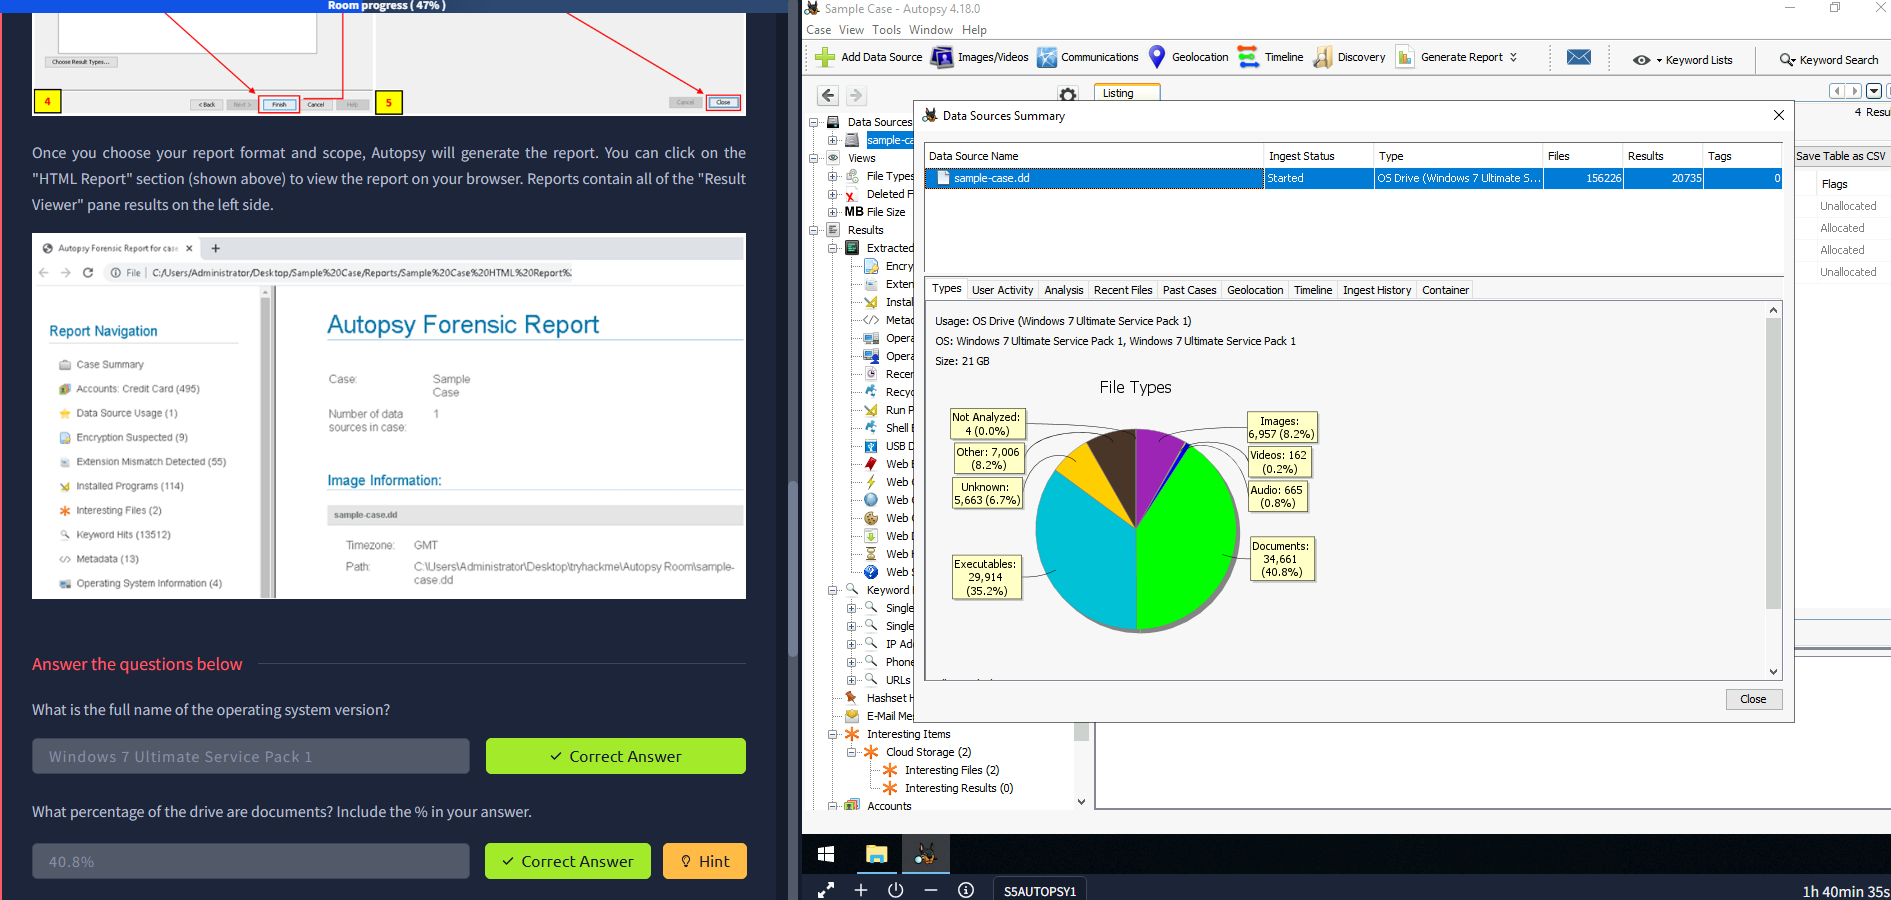 Room progress ( 47% )
Choose Result Types...
< Back
Next >
Finish
Cancel
Help
4
5
Cancel
Close
Once you choose your report format and scope, Autopsy will generate the report. You can click on the
"HTML Report" section (shown above) to view the report on your browser. Reports contain all of the "Result
Viewer" pane results on the left side.
Autopsy Forensic Report for case
File
C:/Users/Administrator/Desktop/Sample%20Case/Reports/Sample%20Case%20HTML%20Report%
Report Navigation
Case Summary
Accounts: Credit Card (495)
Data Source Usage (1)
Encryption Suspected (9)
Extension Mismatch Detected (55)
Installed Programs (114)
Interesting Files (2)
Keyword Hits (13512)
Metadata (13)
Operating System Information (4)
Autopsy Forensic Report
Case: Sample
Case
Number of data 1
sources in case:
Image Information:
sample-case.dd
Timezone: GMT
Path: C:\Users\Administrator\Desktop\tryhackme\Autopsy Room\sample-
case.dd
Answer the questions below
What is the full name of the operating system version?
Windows 7 Ultimate Service Pack 1
Correct Answer
What percentage of the drive are documents? Include the % in your answer.
40.8%
Correct Answer
Hint
Sample Case - Autopsy 4.18.0
Case View Tools Window Help
Add Data Source
Images/Videos
Communications
Geolocation
Timeline
Discovery
Generate Report
Keyword Lists
Keyword Search
Listing
4 Resu
Save Table as CSV
Flags
Unallocated
Allocated
Allocated
Unallocated
Data Sources
sample-ca
Views
File Types
Deleted F
MB File Size
Results
Extracted
Encry
Exten
Instal
Metad
Opera
Opera
Recen
Recyc
Run P
Shell B
USB D
Web B
Web C
Web C
Web C
Web D
Web H
Web S
Keyword
Single
Single
IP Ad
Phone
URLs
Hashset H
E-Mail Me
Interesting Items
Cloud Storage (2)
Interesting Files (2)
Interesting Results (0)
Accounts
Data Sources Summary
Data Source Name Ingest Status Type Files Results Tags
sample-case.dd Started OS Drive (Windows 7 Ultimate S... 156226 20735 0
Types User Activity Analysis Recent Files Past Cases Geolocation Timeline Ingest History Container
Usage: OS Drive (Windows 7 Ultimate Service Pack 1)
OS: Windows 7 Ultimate Service Pack 1, Windows 7 Ultimate Service Pack 1
Size: 21 GB
File Types
Not Analyzed:
4 (0.0%)
Other: 7,006
(8.2%)
Unknown:
5,663 (6.7%)
Executables:
29,914
(35.2%)
Images:
6,957 (8.2%)
Videos: 162
(0.2%)
Audio: 665
(0.8%)
Documents:
34,661
(40.8%)
Close
S5AUTOPSY1
1h 40min 35s